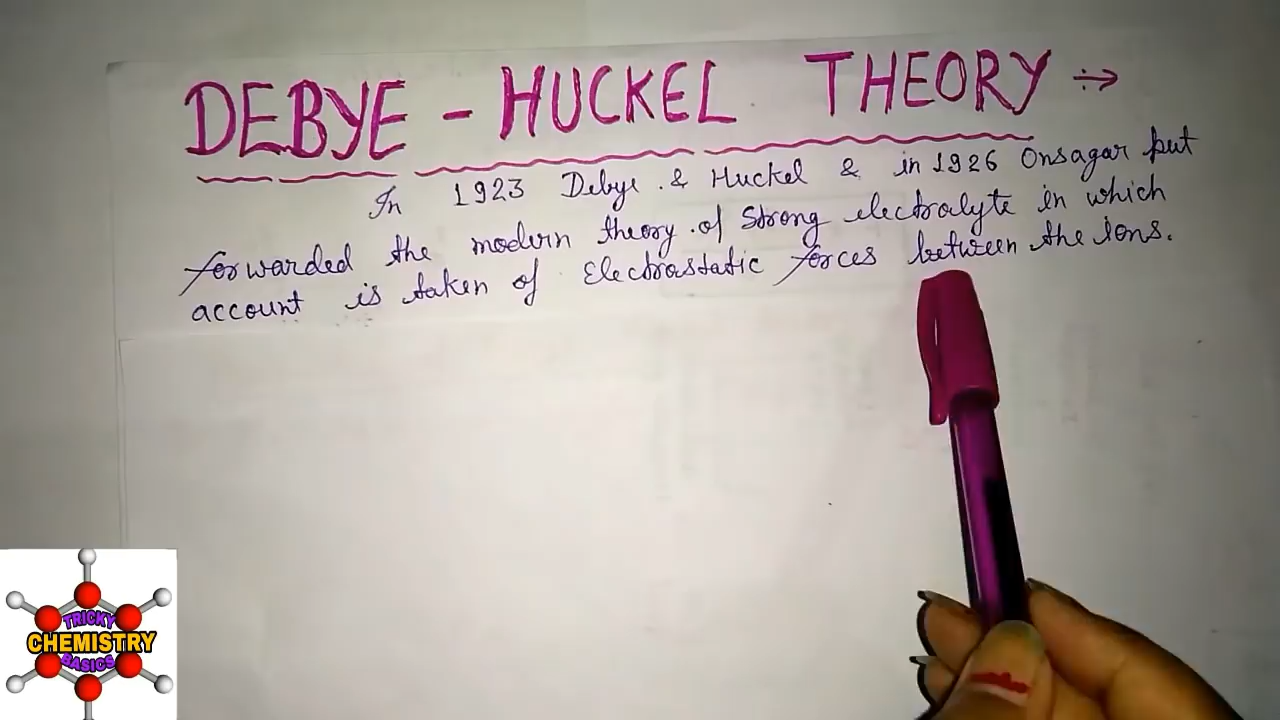 DEBYE - HUCKEL THEORY ÷>
In 1923 Debye & Huckel & in 1926 Onsagar put
forwarded the modern theory of Strong electrolyte in which
account is taken of Electrostatic forces between the ions.
TRICKY
CHEMISTRY
BASICS